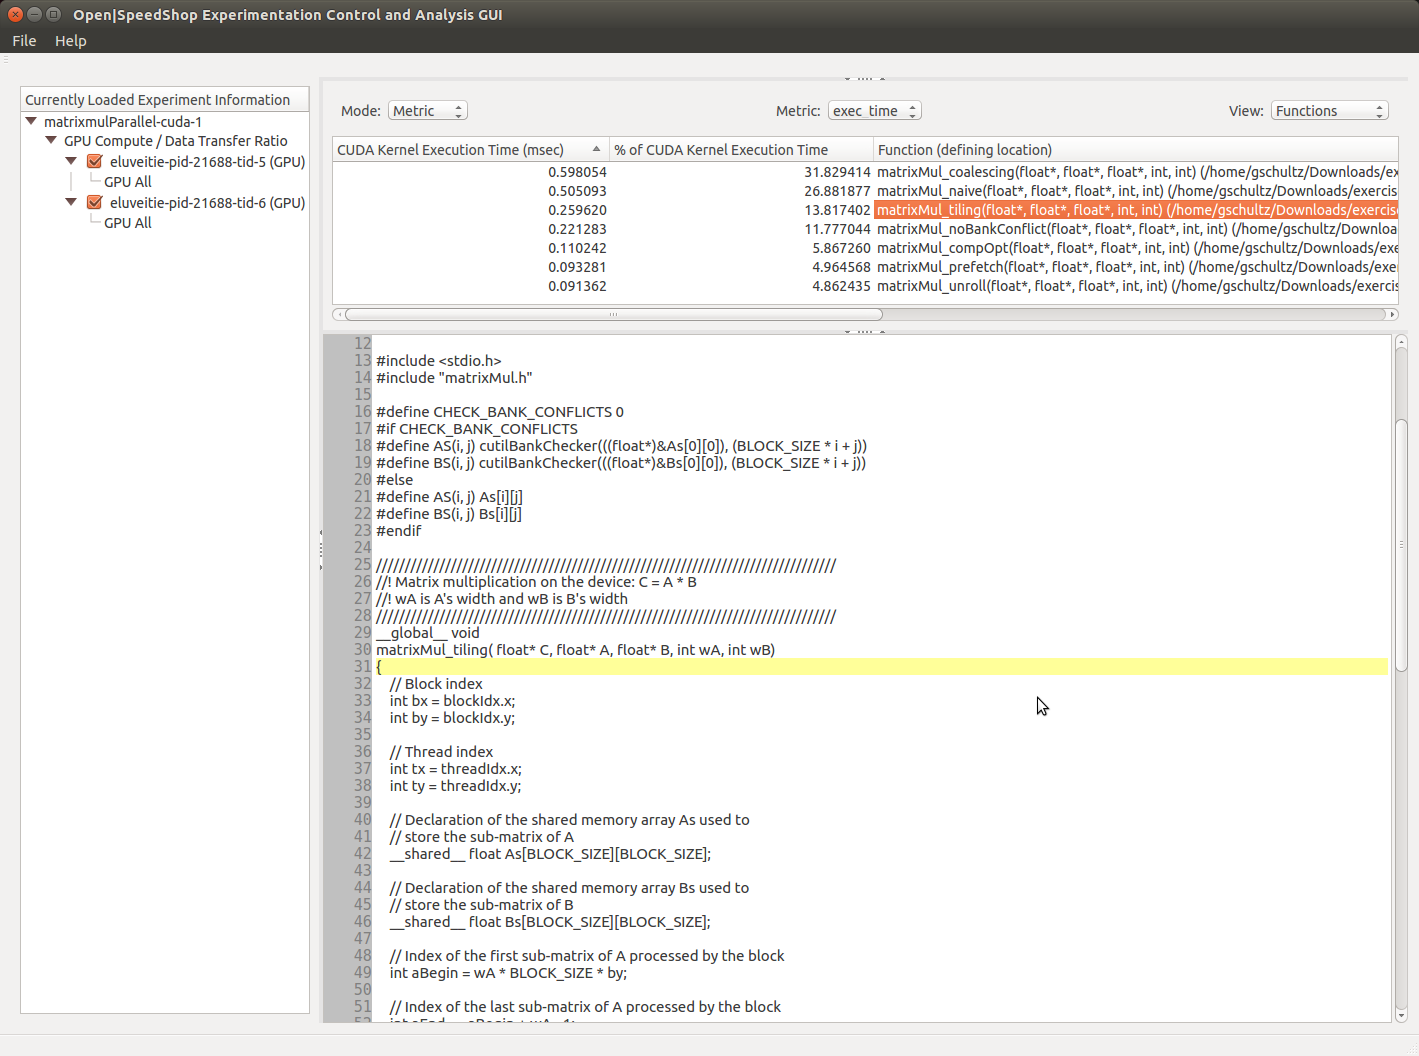 Open|SpeedShop Experimentation Control and Analysis GUI
File Help
Currently Loaded Experiment Information
matrixmulParallel-cuda-1
GPU Compute / Data Transfer Ratio
eluveitie-pid-21688-tid-5 (GPU)
GPU All
eluveitie-pid-21688-tid-6 (GPU)
GPU All
Mode: Metric Metric: exec_time View: Functions
CUDA Kernel Execution Time (msec) % of CUDA Kernel Execution Time Function (defining location)
0.598054 31.829414 matrixMul_coalescing(float*, float*, float*, int, int) (/home/gschultz/Downloads/ex
0.505093 26.881877 matrixMul_naive(float*, float*, float*, int, int) (/home/gschultz/Downloads/exercis
0.259620 13.817402 matrixMul_tiling(float*, float*, float*, int, int) (/home/gschultz/Downloads/exercis
0.221283 11.777044 matrixMul_noBankConflict(float*, float*, float*, int, int) (/home/gschultz/Downloa
0.110242 5.867260 matrixMul_compOpt(float*, float*, float*, int, int) (/home/gschultz/Downloads/exe
0.093281 4.964568 matrixMul_prefetch(float*, float*, float*, int, int) (/home/gschultz/Downloads/exe
0.091362 4.862435 matrixMul_unroll(float*, float*, float*, int, int) (/home/gschultz/Downloads/exercis
12
13 #include <stdio.h>
14 #include "matrixMul.h"
15
16 #define CHECK_BANK_CONFLICTS 0
17 #if CHECK_BANK_CONFLICTS
18 #define AS(i, j) cutilBankChecker(((float*)&As[0][0]), (BLOCK_SIZE * i + j))
19 #define BS(i, j) cutilBankChecker(((float*)&Bs[0][0]), (BLOCK_SIZE * i + j))
20 #else
21 #define AS(i, j) As[i][j]
22 #define BS(i, j) Bs[i][j]
23 #endif
24
25 ////////////////////////////////////////////////////////////////////////////////
26 //! Matrix multiplication on the device: C = A * B
27 //! wA is A's width and wB is B's width
28 ////////////////////////////////////////////////////////////////////////////////
29 __global__ void
30 matrixMul_tiling( float* C, float* A, float* B, int wA, int wB)
31 {
32 // Block index
33 int bx = blockIdx.x;
34 int by = blockIdx.y;
35
36 // Thread index
37 int tx = threadIdx.x;
38 int ty = threadIdx.y;
39
40 // Declaration of the shared memory array As used to
41 // store the sub-matrix of A
42 __shared__ float As[BLOCK_SIZE][BLOCK_SIZE];
43
44 // Declaration of the shared memory array Bs used to
45 // store the sub-matrix of B
46 __shared__ float Bs[BLOCK_SIZE][BLOCK_SIZE];
47
48 // Index of the first sub-matrix of A processed by the block
49 int aBegin = wA * BLOCK_SIZE * by;
50
51 // Index of the last sub-matrix of A processed by the block